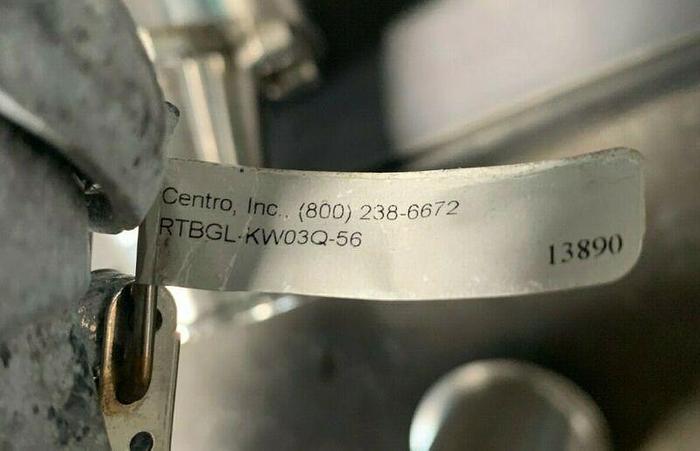 Centro, Inc., (800) 238-6672
RTBGL-KW03Q-56
13890